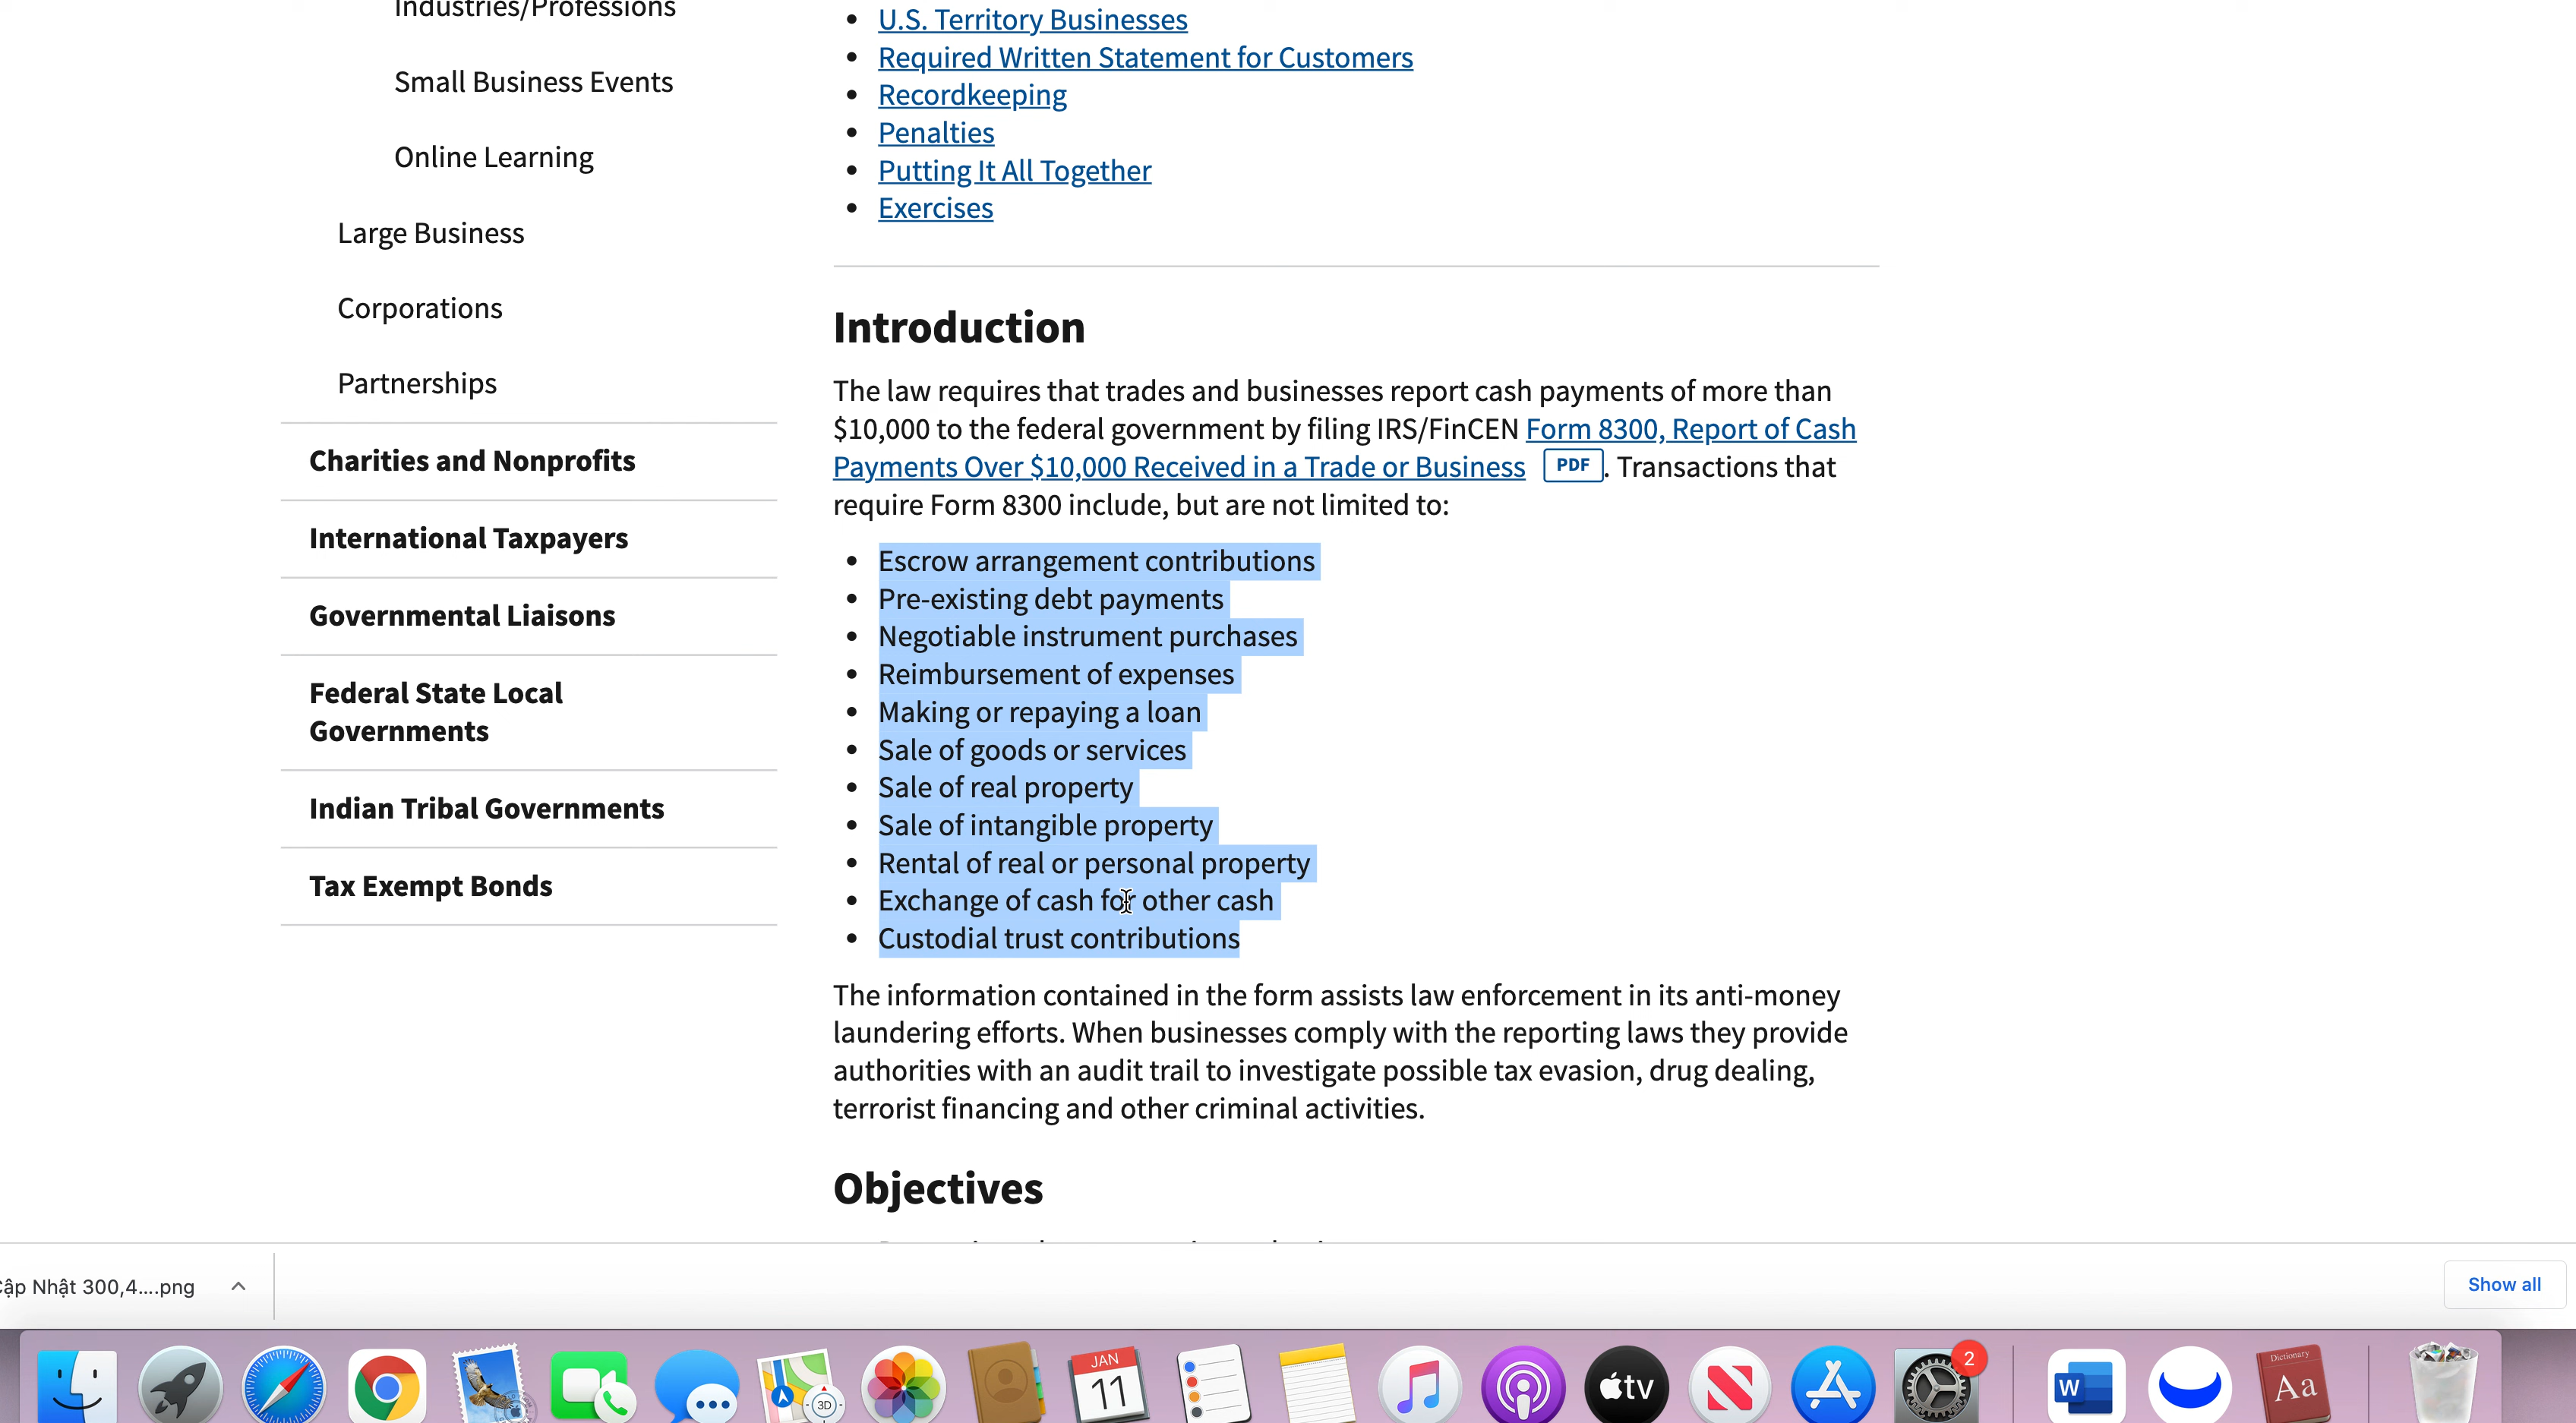 Industries/Professions
Small Business Events
Online Learning
Large Business
Corporations
Partnerships
Charities and Nonprofits
International Taxpayers
Governmental Liaisons
Federal State Local
Governments
Indian Tribal Governments
Tax Exempt Bonds
U.S. Territory Businesses
Required Written Statement for Customers
Recordkeeping
Penalties
Putting It All Together
Exercises
Introduction
The law requires that trades and businesses report cash payments of more than
$10,000 to the federal government by filing IRS/FinCEN Form 8300, Report of Cash
Payments Over $10,000 Received in a Trade or Business PDF. Transactions that
require Form 8300 include, but are not limited to:
Escrow arrangement contributions
Pre-existing debt payments
Negotiable instrument purchases
Reimbursement of expenses
Making or repaying a loan
Sale of goods or services
Sale of real property
Sale of intangible property
Rental of real or personal property
Exchange of cash for other cash
Custodial trust contributions
The information contained in the form assists law enforcement in its anti-money
laundering efforts. When businesses comply with the reporting laws they provide
authorities with an audit trail to investigate possible tax evasion, drug dealing,
terrorist financing and other criminal activities.
Objectives
Cập Nhật 300,4....png
Show all
3D
JAN
11
tv
2
W
Dictionary
Aa